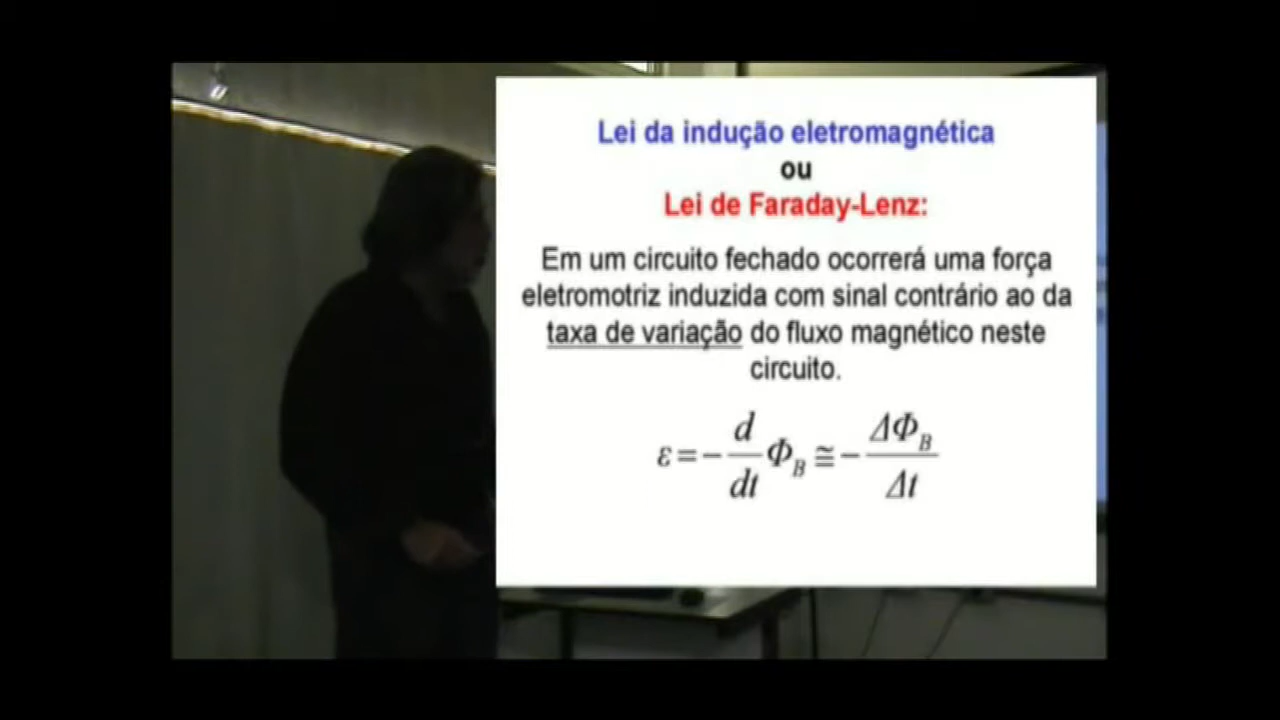 Lei da indução eletromagnética
ou
Lei de Faraday-Lenz:
Em um circuito fechado ocorrerá uma força
eletromotriz induzida com sinal contrário ao da
taxa de variação do fluxo magnético neste
circuito.
ε = − d/dt Φ_B ≅ − ΔΦ_B/Δt